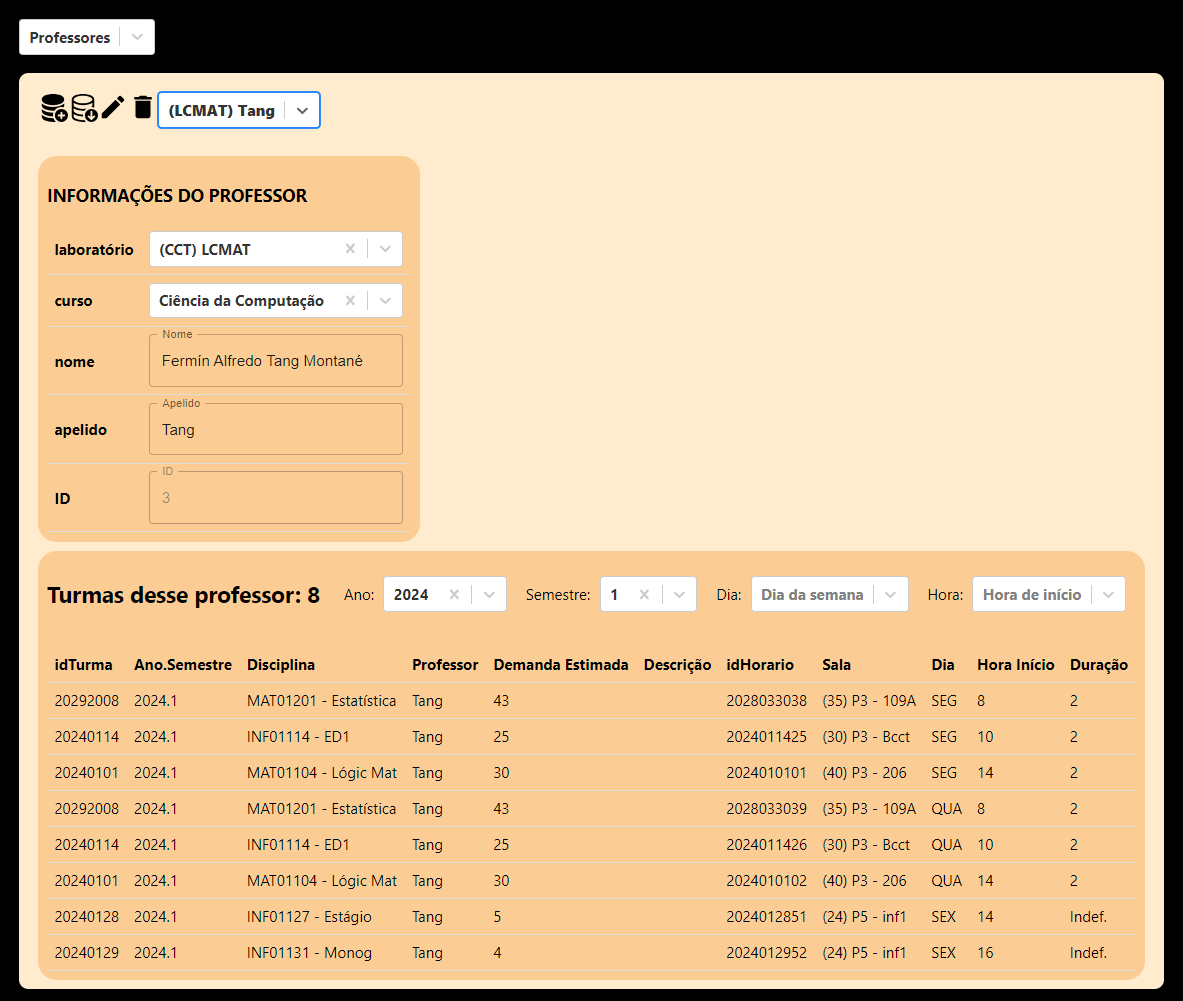 Professores
(LCMAT) Tang
INFORMAÇÕES DO PROFESSOR
laboratório (CCT) LCMAT
curso Ciência da Computação
Nome
nome Fermín Alfredo Tang Montané
Apelido
apelido Tang
ID
ID 3
Turmas desse professor: 8 Ano: 2024 Semestre: 1 Dia: Dia da semana Hora: Hora de início
idTurma Ano.Semestre Disciplina Professor Demanda Estimada Descrição idHorario Sala Dia Hora Início Duração
20292008 2024.1 MAT01201 - Estatística Tang 43 2028033038 (35) P3 - 109A SEG 8 2
20240114 2024.1 INF01114 - ED1 Tang 25 2024011425 (30) P3 - Bcct SEG 10 2
20240101 2024.1 MAT01104 - Lógic Mat Tang 30 2024010101 (40) P3 - 206 SEG 14 2
20292008 2024.1 MAT01201 - Estatística Tang 43 2028033039 (35) P3 - 109A QUA 8 2
20240114 2024.1 INF01114 - ED1 Tang 25 2024011426 (30) P3 - Bcct QUA 10 2
20240101 2024.1 MAT01104 - Lógic Mat Tang 30 2024010102 (40) P3 - 206 QUA 14 2
20240128 2024.1 INF01127 - Estágio Tang 5 2024012851 (24) P5 - inf1 SEX 14 Indef.
20240129 2024.1 INF01131 - Monog Tang 4 2024012952 (24) P5 - inf1 SEX 16 Indef.